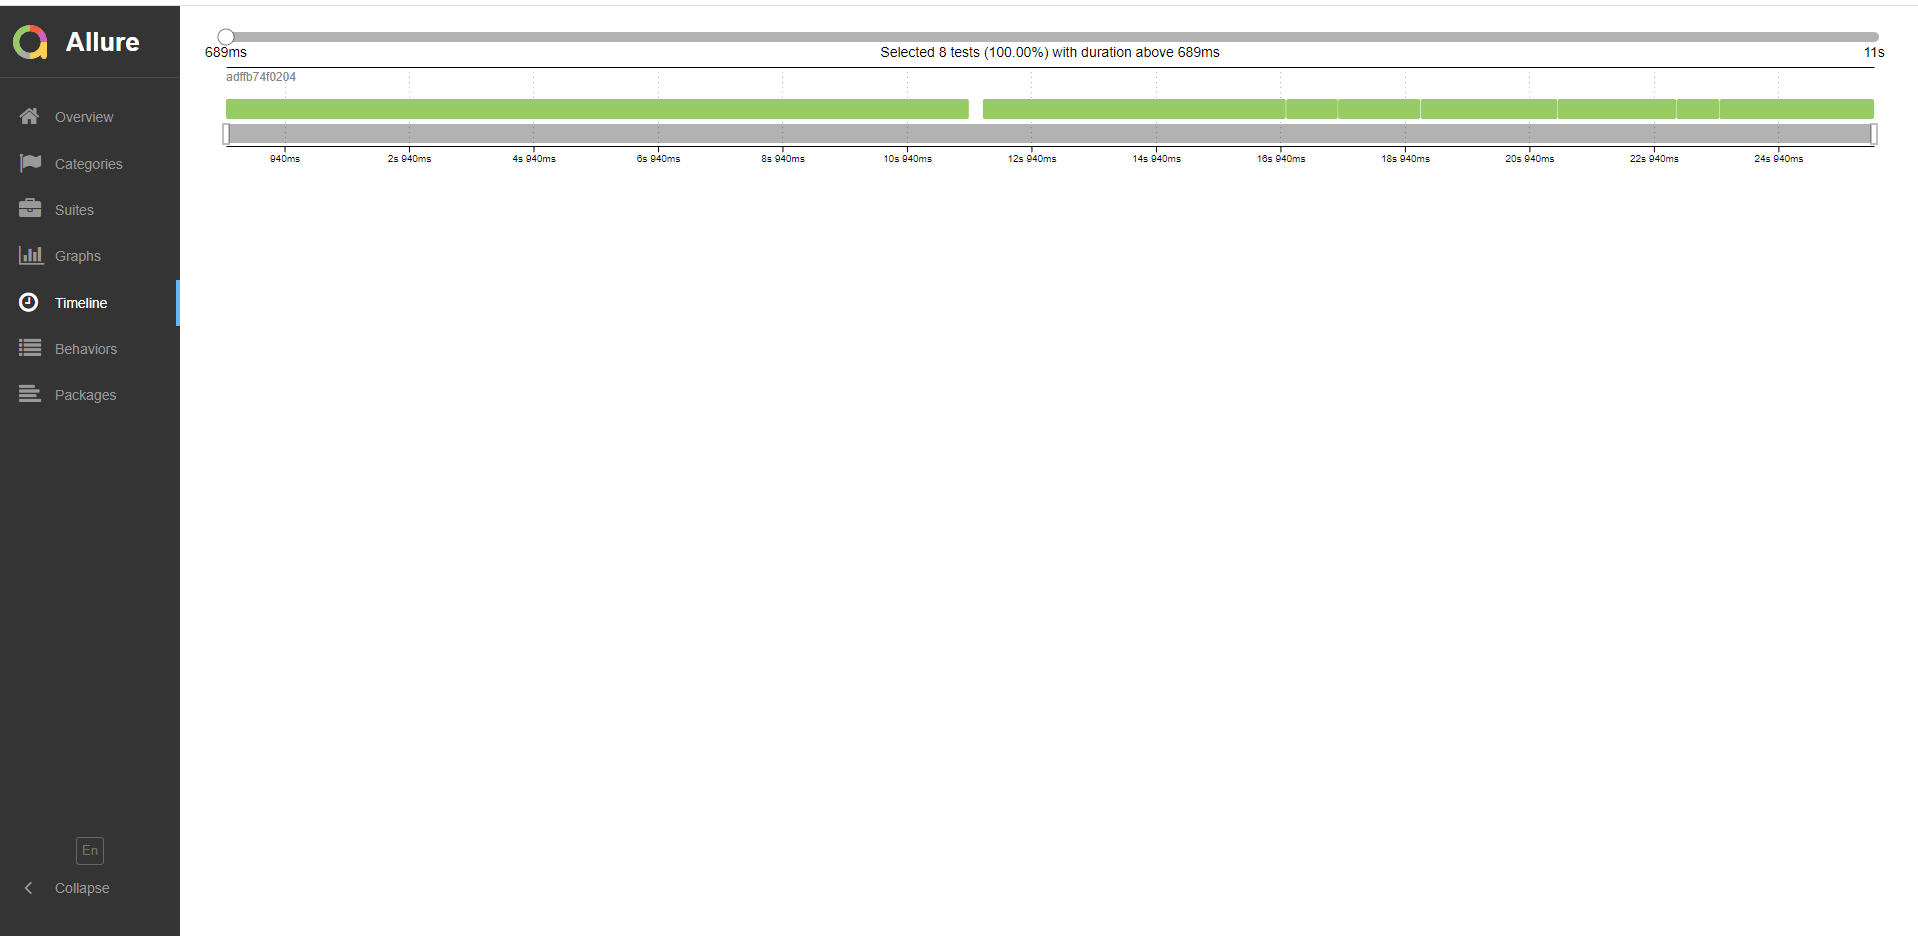 Allure
Overview
Categories
Suites
Graphs
Timeline
Behaviors
Packages
En
Collapse
689ms Selected 8 tests (100.00%) with duration above 689ms 11s
adffb74f0204
940ms 2s 940ms 4s 940ms 6s 940ms 8s 940ms 10s 940ms 12s 940ms 14s 940ms 16s 940ms 18s 940ms 20s 940ms 22s 940ms 24s 940ms